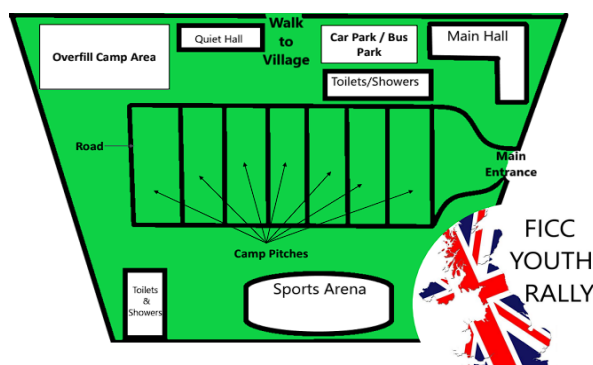 Walk
to
Village
Overfill Camp Area
Quiet Hall
Car Park / Bus
Park
Main Hall
Toilets/Showers
Road
Main
Entrance
Camp Pitches
Toilets
&
Showers
Sports Arena
FICC
YOUTH
RALLY